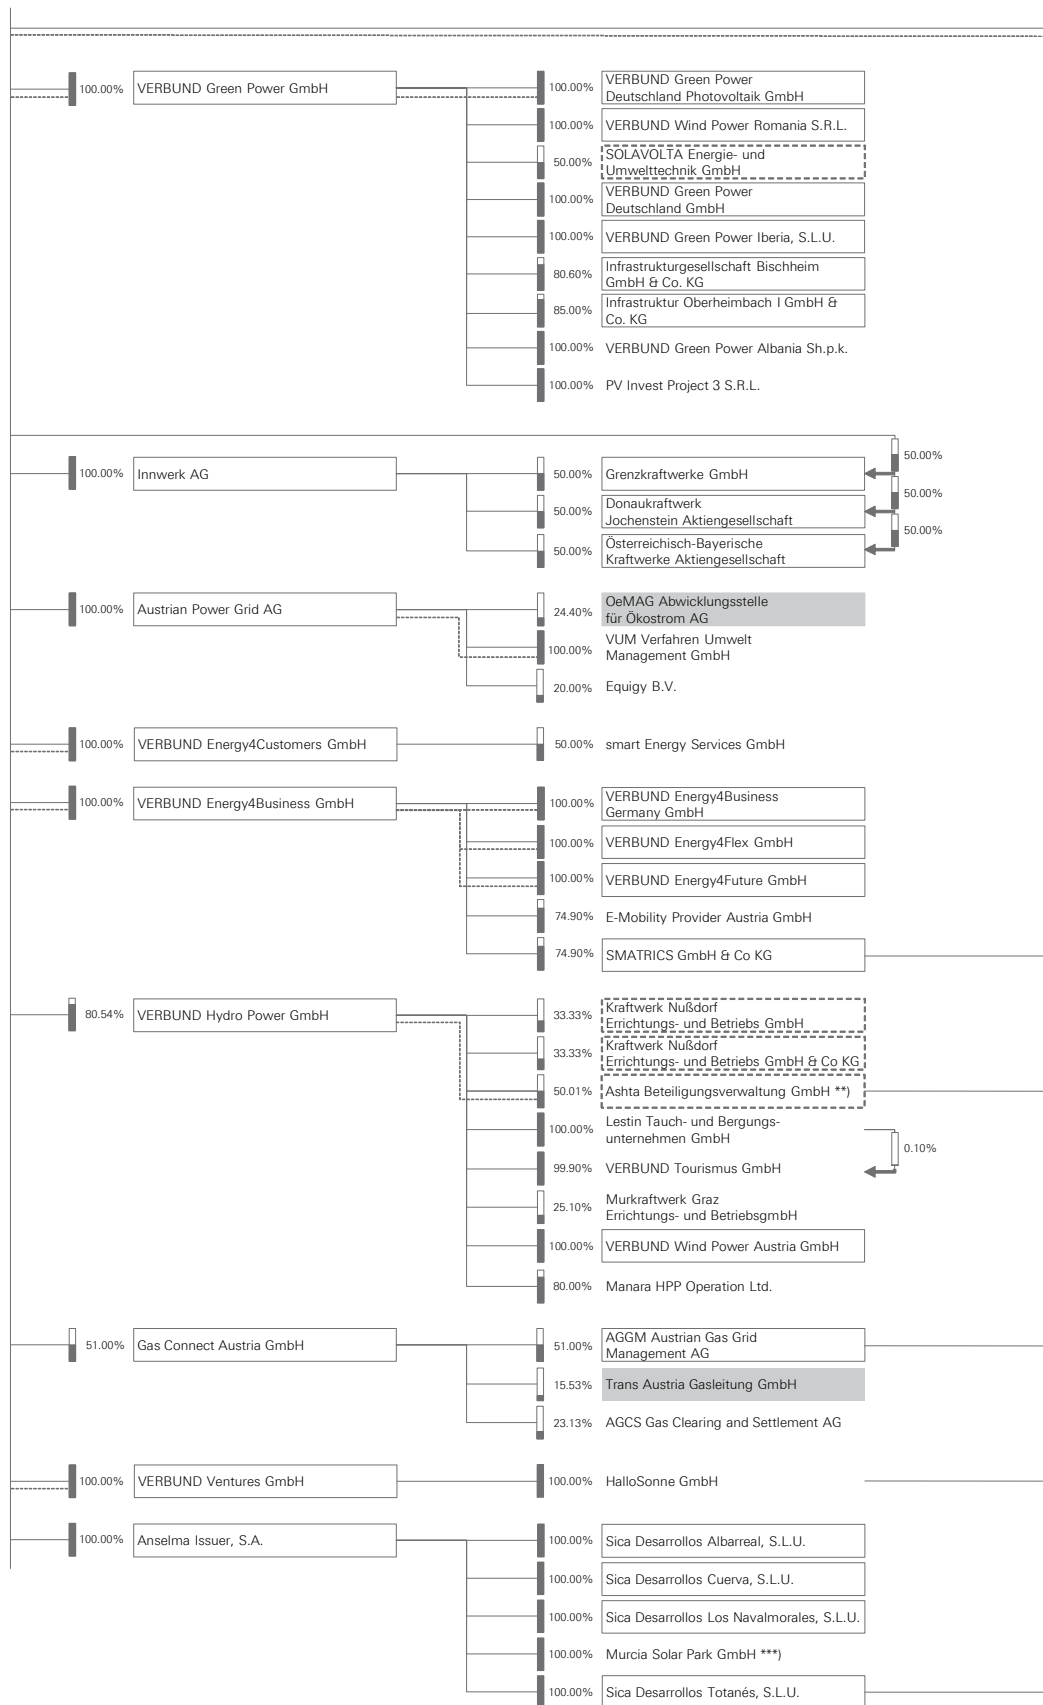 100.00% VERBUND Green Power GmbH
100.00% VERBUND Green Power
Deutschland Photovoltaik GmbH
100.00% VERBUND Wind Power Romania S.R.L.
50.00% SOLAVOLTA Energie- und
Umwelttechnik GmbH
100.00% VERBUND Green Power
Deutschland GmbH
100.00% VERBUND Green Power Iberia, S.L.U.
80.60% Infrastrukturgesellschaft Bischheim
GmbH & Co. KG
85.00% Infrastruktur Oberheimbach I GmbH &
Co. KG
100.00% VERBUND Green Power Albania Sh.p.k.
100.00% PV Invest Project 3 S.R.L.
50.00%
100.00% Innwerk AG
50.00% Grenzkraftwerke GmbH
50.00%
50.00% Donaukraftwerk
Jochenstein Aktiengesellschaft
50.00%
50.00% Österreichisch-Bayerische
Kraftwerke Aktiengesellschaft
100.00% Austrian Power Grid AG
24.40% OeMAG Abwicklungsstelle
für Ökostrom AG
100.00% VUM Verfahren Umwelt
Management GmbH
20.00% Equigy B.V.
100.00% VERBUND Energy4Customers GmbH
50.00% smart Energy Services GmbH
100.00% VERBUND Energy4Business GmbH
100.00% VERBUND Energy4Business
Germany GmbH
100.00% VERBUND Energy4Flex GmbH
100.00% VERBUND Energy4Future GmbH
74.90% E-Mobility Provider Austria GmbH
74.90% SMATRICS GmbH & Co KG
80.54% VERBUND Hydro Power GmbH
33.33% Kraftwerk Nußdorf
Errichtungs- und Betriebs GmbH
33.33% Kraftwerk Nußdorf
Errichtungs- und Betriebs GmbH & Co KG
50.01% Ashta Beteiligungsverwaltung GmbH **)
100.00% Lestin Tauch- und Bergungs-
unternehmen GmbH
0.10%
99.90% VERBUND Tourismus GmbH
25.10% Murkraftwerk Graz
Errichtungs- und BetriebsgmbH
100.00% VERBUND Wind Power Austria GmbH
80.00% Manara HPP Operation Ltd.
51.00% Gas Connect Austria GmbH
51.00% AGGM Austrian Gas Grid
Management AG
15.53% Trans Austria Gasleitung GmbH
23.13% AGCS Gas Clearing and Settlement AG
100.00% VERBUND Ventures GmbH
100.00% HalloSonne GmbH
100.00% Anselma Issuer, S.A.
100.00% Sica Desarrollos Albarreal, S.L.U.
100.00% Sica Desarrollos Cuerva, S.L.U.
100.00% Sica Desarrollos Los Navalmorales, S.L.U.
100.00% Murcia Solar Park GmbH ***)
100.00% Sica Desarrollos Totanés, S.L.U.